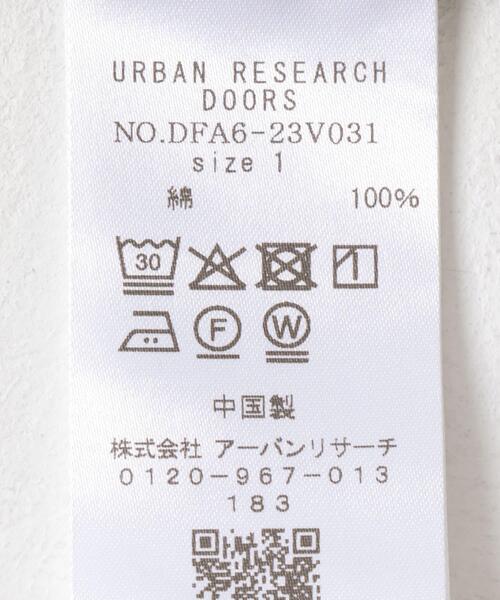 URBAN RESEARCH
DOORS
NO.DFA6-23V031
size 1
綿 100%
30
F W
中国製
株式会社 アーバンリサーチ
0120-967-013
183